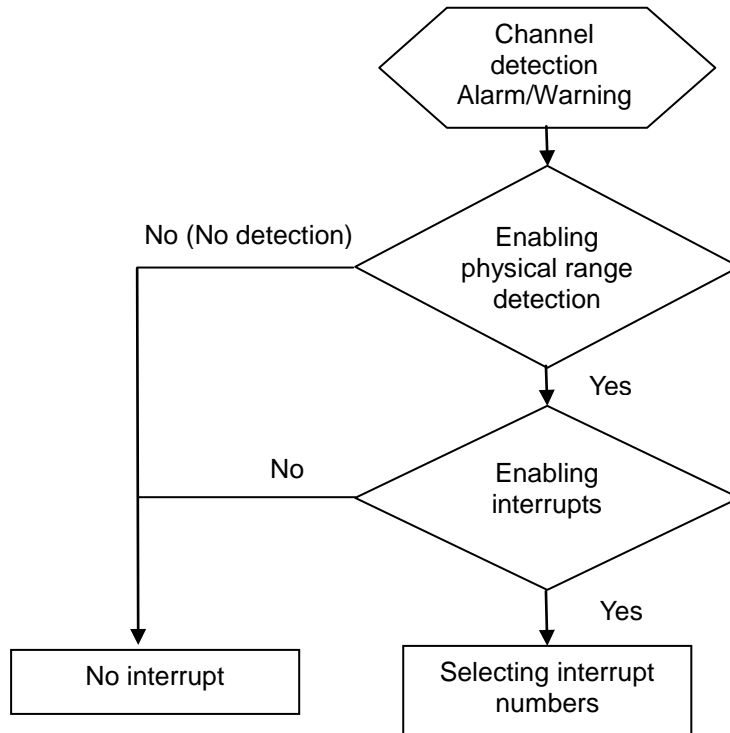 Channel
detection
Alarm/Warning
No (No detection)
Enabling
physical range
detection
Yes
No
Enabling
interrupts
Yes
No interrupt
Selecting interrupt
numbers